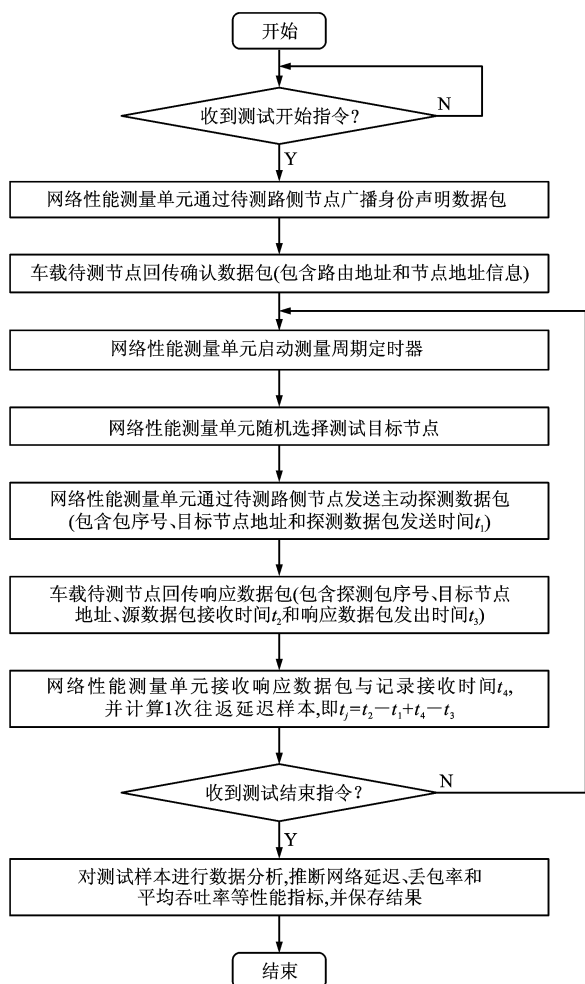 开始
收到测试开始指令?
N
Y
网络性能测量单元通过待测路侧节点广播身份声明数据包
车载待测节点回传确认数据包(包含路由地址和节点地址信息)
网络性能测量单元启动测量周期定时器
网络性能测量单元随机选择测试目标节点
网络性能测量单元通过待测路侧节点发送主动探测数据包
(包含包序号、目标节点地址和探测数据包发送时间t₁)
车载待测节点回传响应数据包(包含探测包序号、目标节点
地址、源数据包接收时间t₂和响应数据包发出时间t₃)
网络性能测量单元接收响应数据包与记录接收时间t₄,
并计算1次往返延迟样本,即tⱼ=t₂−t₁+t₄−t₃
收到测试结束指令?
N
Y
对测试样本进行数据分析,推断网络延迟、丢包率和
平均吞吐率等性能指标,并保存结果
结束